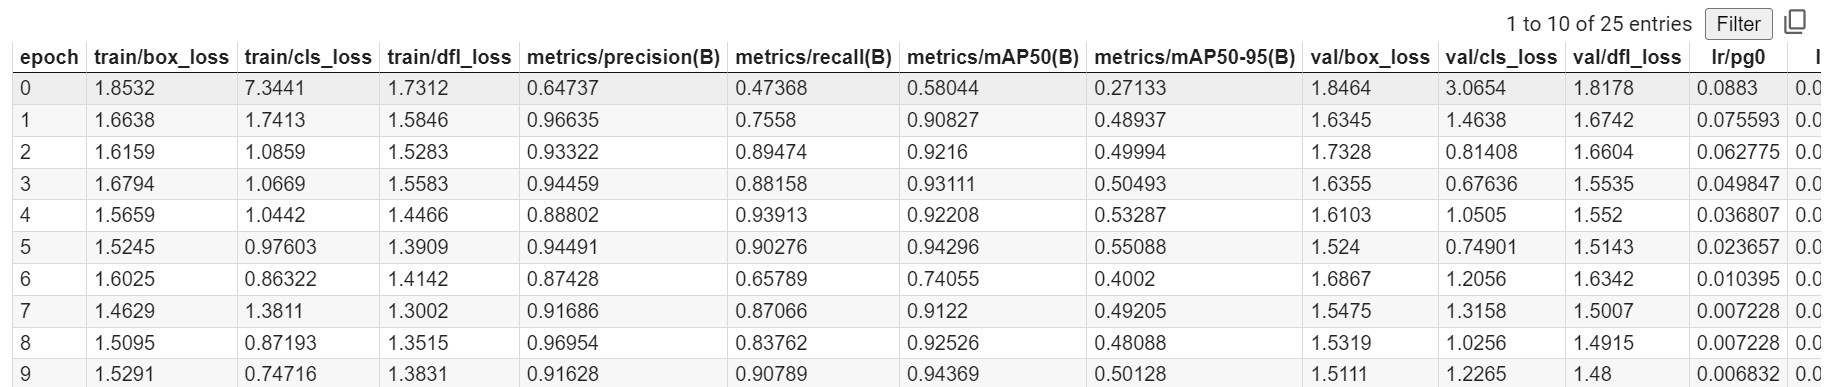 1 to 10 of 25 entries Filter
epoch train/box_loss train/cls_loss train/dfl_loss metrics/precision(B) metrics/recall(B) metrics/mAP50(B) metrics/mAP50-95(B) val/box_loss val/cls_loss val/dfl_loss lr/pg0
0 1.8532 7.3441 1.7312 0.64737 0.47368 0.58044 0.27133 1.8464 3.0654 1.8178 0.0883 0.0
1 1.6638 1.7413 1.5846 0.96635 0.7558 0.90827 0.48937 1.6345 1.4638 1.6742 0.075593 0.0
2 1.6159 1.0859 1.5283 0.93322 0.89474 0.9216 0.49994 1.7328 0.81408 1.6604 0.062775 0.0
3 1.6794 1.0669 1.5583 0.94459 0.88158 0.93111 0.50493 1.6355 0.67636 1.5535 0.049847 0.0
4 1.5659 1.0442 1.4466 0.88802 0.93913 0.92208 0.53287 1.6103 1.0505 1.552 0.036807 0.0
5 1.5245 0.97603 1.3909 0.94491 0.90276 0.94296 0.55088 1.524 0.74901 1.5143 0.023657 0.0
6 1.6025 0.86322 1.4142 0.87428 0.65789 0.74055 0.4002 1.6867 1.2056 1.6342 0.010395 0.0
7 1.4629 1.3811 1.3002 0.91686 0.87066 0.9122 0.49205 1.5475 1.3158 1.5007 0.007228 0.0
8 1.5095 0.87193 1.3515 0.96954 0.83762 0.92526 0.48088 1.5319 1.0256 1.4915 0.007228 0.0
9 1.5291 0.74716 1.3831 0.91628 0.90789 0.94369 0.50128 1.5111 1.2265 1.48 0.006832 0.0